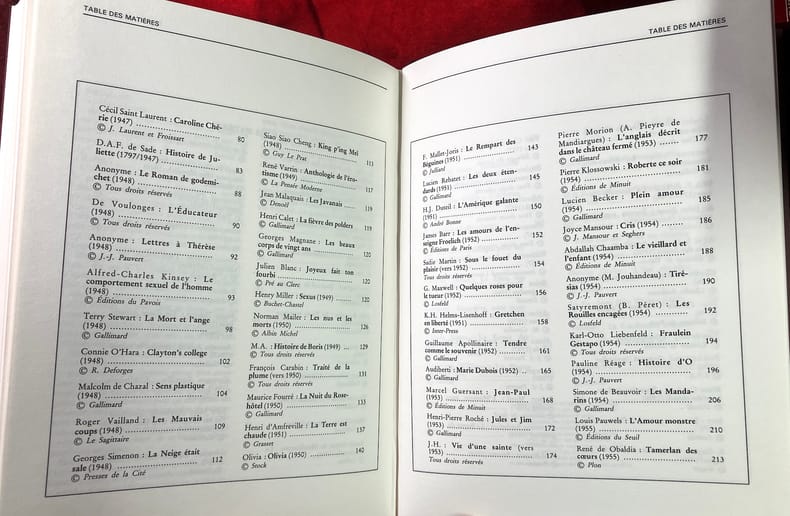 TABLE DES MATIÈRES
Cécil Saint Laurent : Caroline Ché-
rie (1947) ........................ 80
© J. Laurent et Froissart
D.A.F. de Sade : Histoire de Ju-
liette (1797/1947) ............... 83
Anonyme : Le Roman de godemi-
chet (1948) ...................... 88
© Tous droits réservés
De Voulonges : L'Éducateur
(1948) ........................... 90
© Tous droits réservés
Anonyme : Lettres à Thérèse
(1948) ........................... 92
© J.-J. Pauvert
Alfred-Charles Kinsey : Le
comportement sexuel de l'homme
(1948) ........................... 93
© Éditions du Pavois
Terry Stewart : La Mort et l'ange
(1948) ........................... 98
© Gallimard
Connie O'Hara : Clayton's college
(1948) ........................... 102
© R. Deforges
Malcolm de Chazal : Sens plastique
(1948) ........................... 104
© Gallimard
Roger Vailland : Les Mauvais
coups (1948) ..................... 109
© Le Sagittaire
Georges Simenon : La Neige était
sale (1948) ...................... 112
© Presses de la Cité
Siao Siao Cheng : King p'ing Mei
(1948) ........................... 113
© Guy Le Prat
René Varrin : Anthologie de l'éro-
tisme (1949) ..................... 117
© La Pensée Moderne
Jean Malaquais : Les Javanais .... 119
© Denoël
Henri Calet : La fièvre des polders 119
© Gallimard
Georges Magnane : Les beaux
corps de vingt ans ............... 120
© Gallimard
Julien Blanc : Joyeux fait ton
fourbi ........................... 120
© Pré au Clerc
Henry Miller : Sexus (1949) ...... 120
© Buchet-Chastel
Norman Mailer : Les nus et les
morts (1950) ..................... 126
© Albin Michel
M.A. : Histoire de Boris (1949) .. 129
© Tous droits réservés
François Carabin : Traité de la
plume (vers 1950) ................ 131
© Tous droits réservés
Maurice Fourré : La Nuit du Rose-
hôtel (1950) ..................... 133
© Gallimard
Henri d'Amfreville : La Terre est
chaude (1951) .................... 137
© Grasset
Olivia : Olivia (1950) ........... 140
© Stock
TABLE DES MATIÈRES
F. Mallet-Joris : Le Rempart des
Béguines (1951) .................. 143
© Julliard
Lucien Rebatet : Les deux éten-
dards (1951) ..................... 145
© Gallimard
H.J. Duteil : L'Amérique galante
(1951) ........................... 150
© André Bonne
James Barr : Les amours de l'en-
seigne Froelich (1952) ........... 152
© Éditions de Paris
Sadie Martin : Sous le fouet du
plaisir (vers 1952) .............. 154
Tous droits réservés
G. Maxwell : Quelques roses pour
le tueur (1952) .................. 156
© Losfeld
K.H. Helms-Liesenhoff : Gretchen
en liberté (1951) ................ 158
© Inter-Press
Guillaume Apollinaire : Tendre
comme le souvenir (1952) ......... 161
© Gallimard
Audiberti : Marie Dubois (1952) .. 165
© Gallimard
Marcel Guersant : Jean-Paul
(1953) ........................... 168
© Éditions de Minuit
Henri-Pierre Roché : Jules et Jim
(1953) ........................... 172
© Gallimard
J.H. : Vie d'une sainte (vers
1953) ............................ 174
Tous droits réservés
Pierre Morion (A. Pieyre de
Mandiargues) : L'anglais décrit
dans le château fermé (1953) ..... 177
© Gallimard
Pierre Klossowski : Roberte ce soir
(1954) ........................... 181
© Éditions de Minuit
Lucien Becker : Plein amour
(1954) ........................... 185
© Gallimard
Joyce Mansour : Cris (1954) ...... 186
© J. Mansour et Seghers
Abdallah Chaamba : Le vieillard et
l'enfant (1954) .................. 188
© Éditions de Minuit
Anonyme (M. Jouhandeau) : Tiré-
sias (1954) ...................... 190
© J.-J. Pauvert
Satyremont (B. Péret) : Les
Rouilles encagées (1954) ......... 192
© Losfeld
Karl-Otto Liebenfeld : Fraulein
Gestapo (1954) ................... 194
© Tous droits réservés
Pauline Réage : Histoire d'O
(1954) ........................... 196
© J.-J. Pauvert
Simone de Beauvoir : Les Manda-
rins (1954) ...................... 206
© Gallimard
Louis Pauwels : L'Amour monstre
(1955) ........................... 210
© Éditions du Seuil
René de Obaldia : Tamerlan des
cœurs (1955) ..................... 213
© Plon